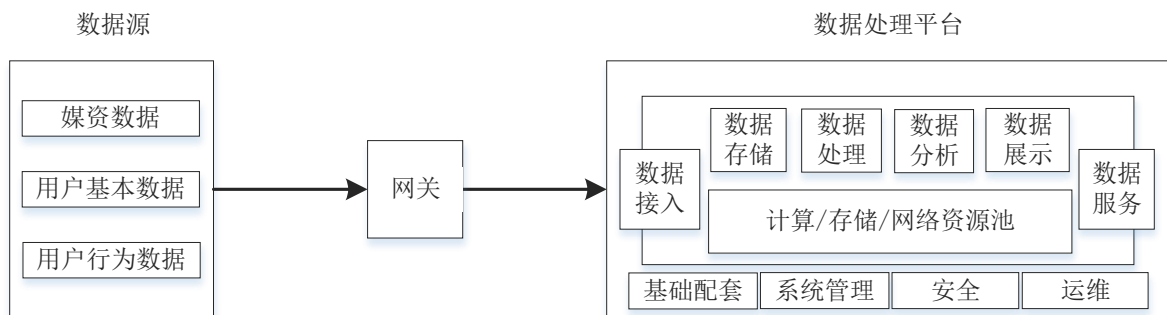 数据源
媒资数据
用户基本数据
用户行为数据
网关
数据处理平台
数据
存储
数据
处理
数据
分析
数据
展示
数据
接入
计算/存储/网络资源池
数据
服务
基础配套
系统管理
安全
运维